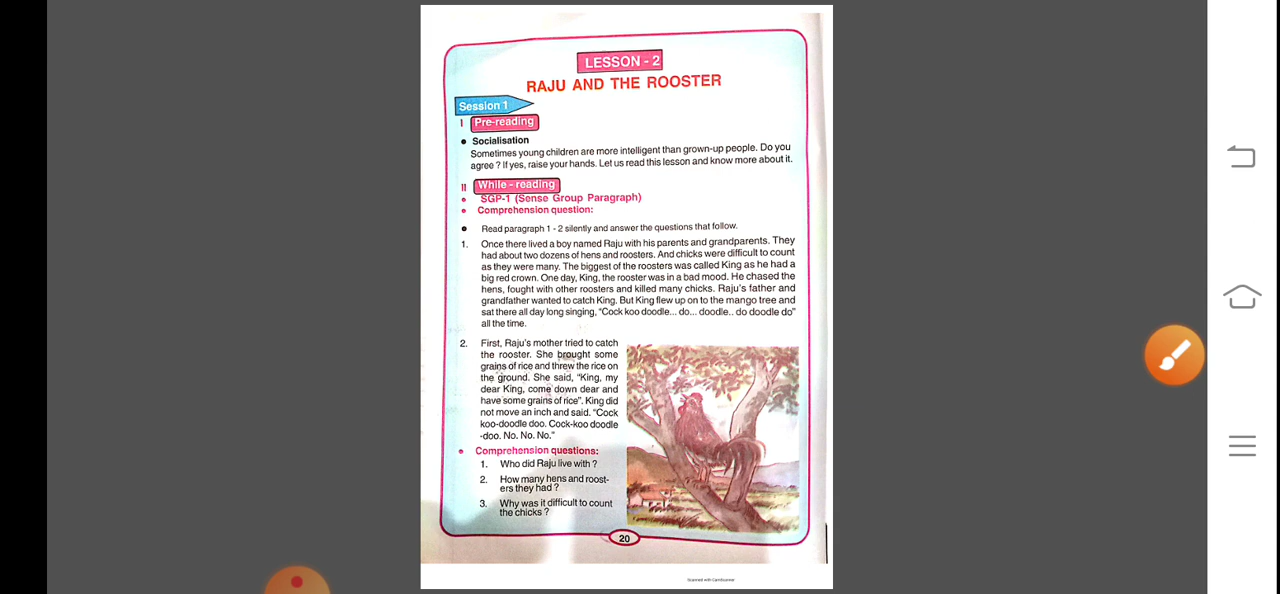 LESSON - 2
RAJU AND THE ROOSTER
Session 1
I Pre-reading
• Socialisation
Sometimes young children are more intelligent than grown-up people. Do you
agree ? If yes, raise your hands. Let us read this lesson and know more about it.
II While - reading
• SGP-1 (Sense Group Paragraph)
• Comprehension question:
• Read paragraph 1 - 2 silently and answer the questions that follow.
1. Once there lived a boy named Raju with his parents and grandparents. They
had about two dozens of hens and roosters. And chicks were difficult to count
as they were many. The biggest of the roosters was called King as he had a
big red crown. One day, King, the rooster was in a bad mood. He chased the
hens, fought with other roosters and killed many chicks. Raju's father and
grandfather wanted to catch King. But King flew up on to the mango tree and
sat there all day long singing, "Cock koo doodle... do... doodle.. do doodle do"
all the time.
2. First, Raju's mother tried to catch
the rooster. She brought some
grains of rice and threw the rice on
the ground. She said, "King, my
dear King, come down dear and
have some grains of rice". King did
not move an inch and said. "Cock
koo-doodle doo. Cock-koo doodle
-doo. No. No. No."
• Comprehension questions:
1. Who did Raju live with ?
2. How many hens and roost-
ers they had ?
3. Why was it difficult to count
the chicks ?
20
Scanned with CamScanner